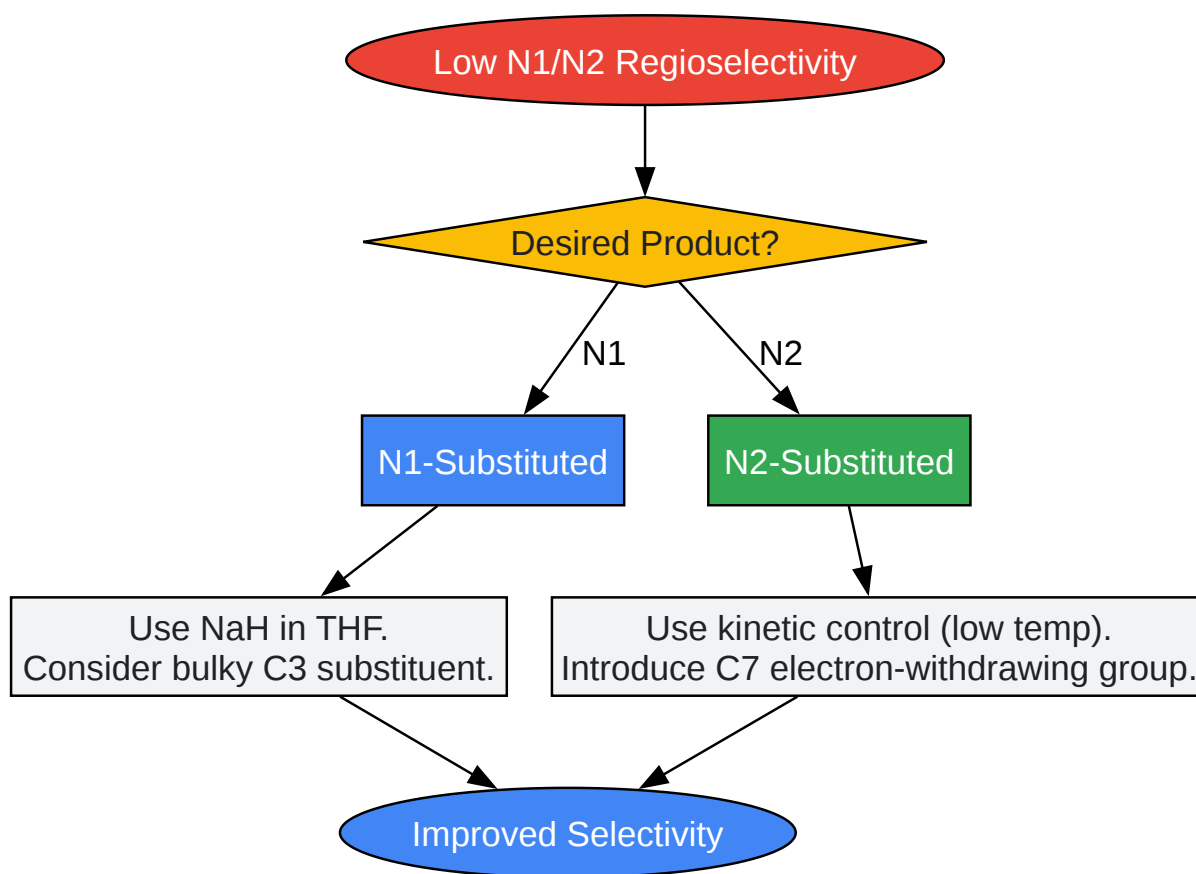 Low N1/N2 Regioselectivity
Desired Product?
N1
N2
N1-Substituted
N2-Substituted
Use NaH in THF.
Consider bulky C3 substituent.
Use kinetic control (low temp).
Introduce C7 electron-withdrawing group.
Improved Selectivity